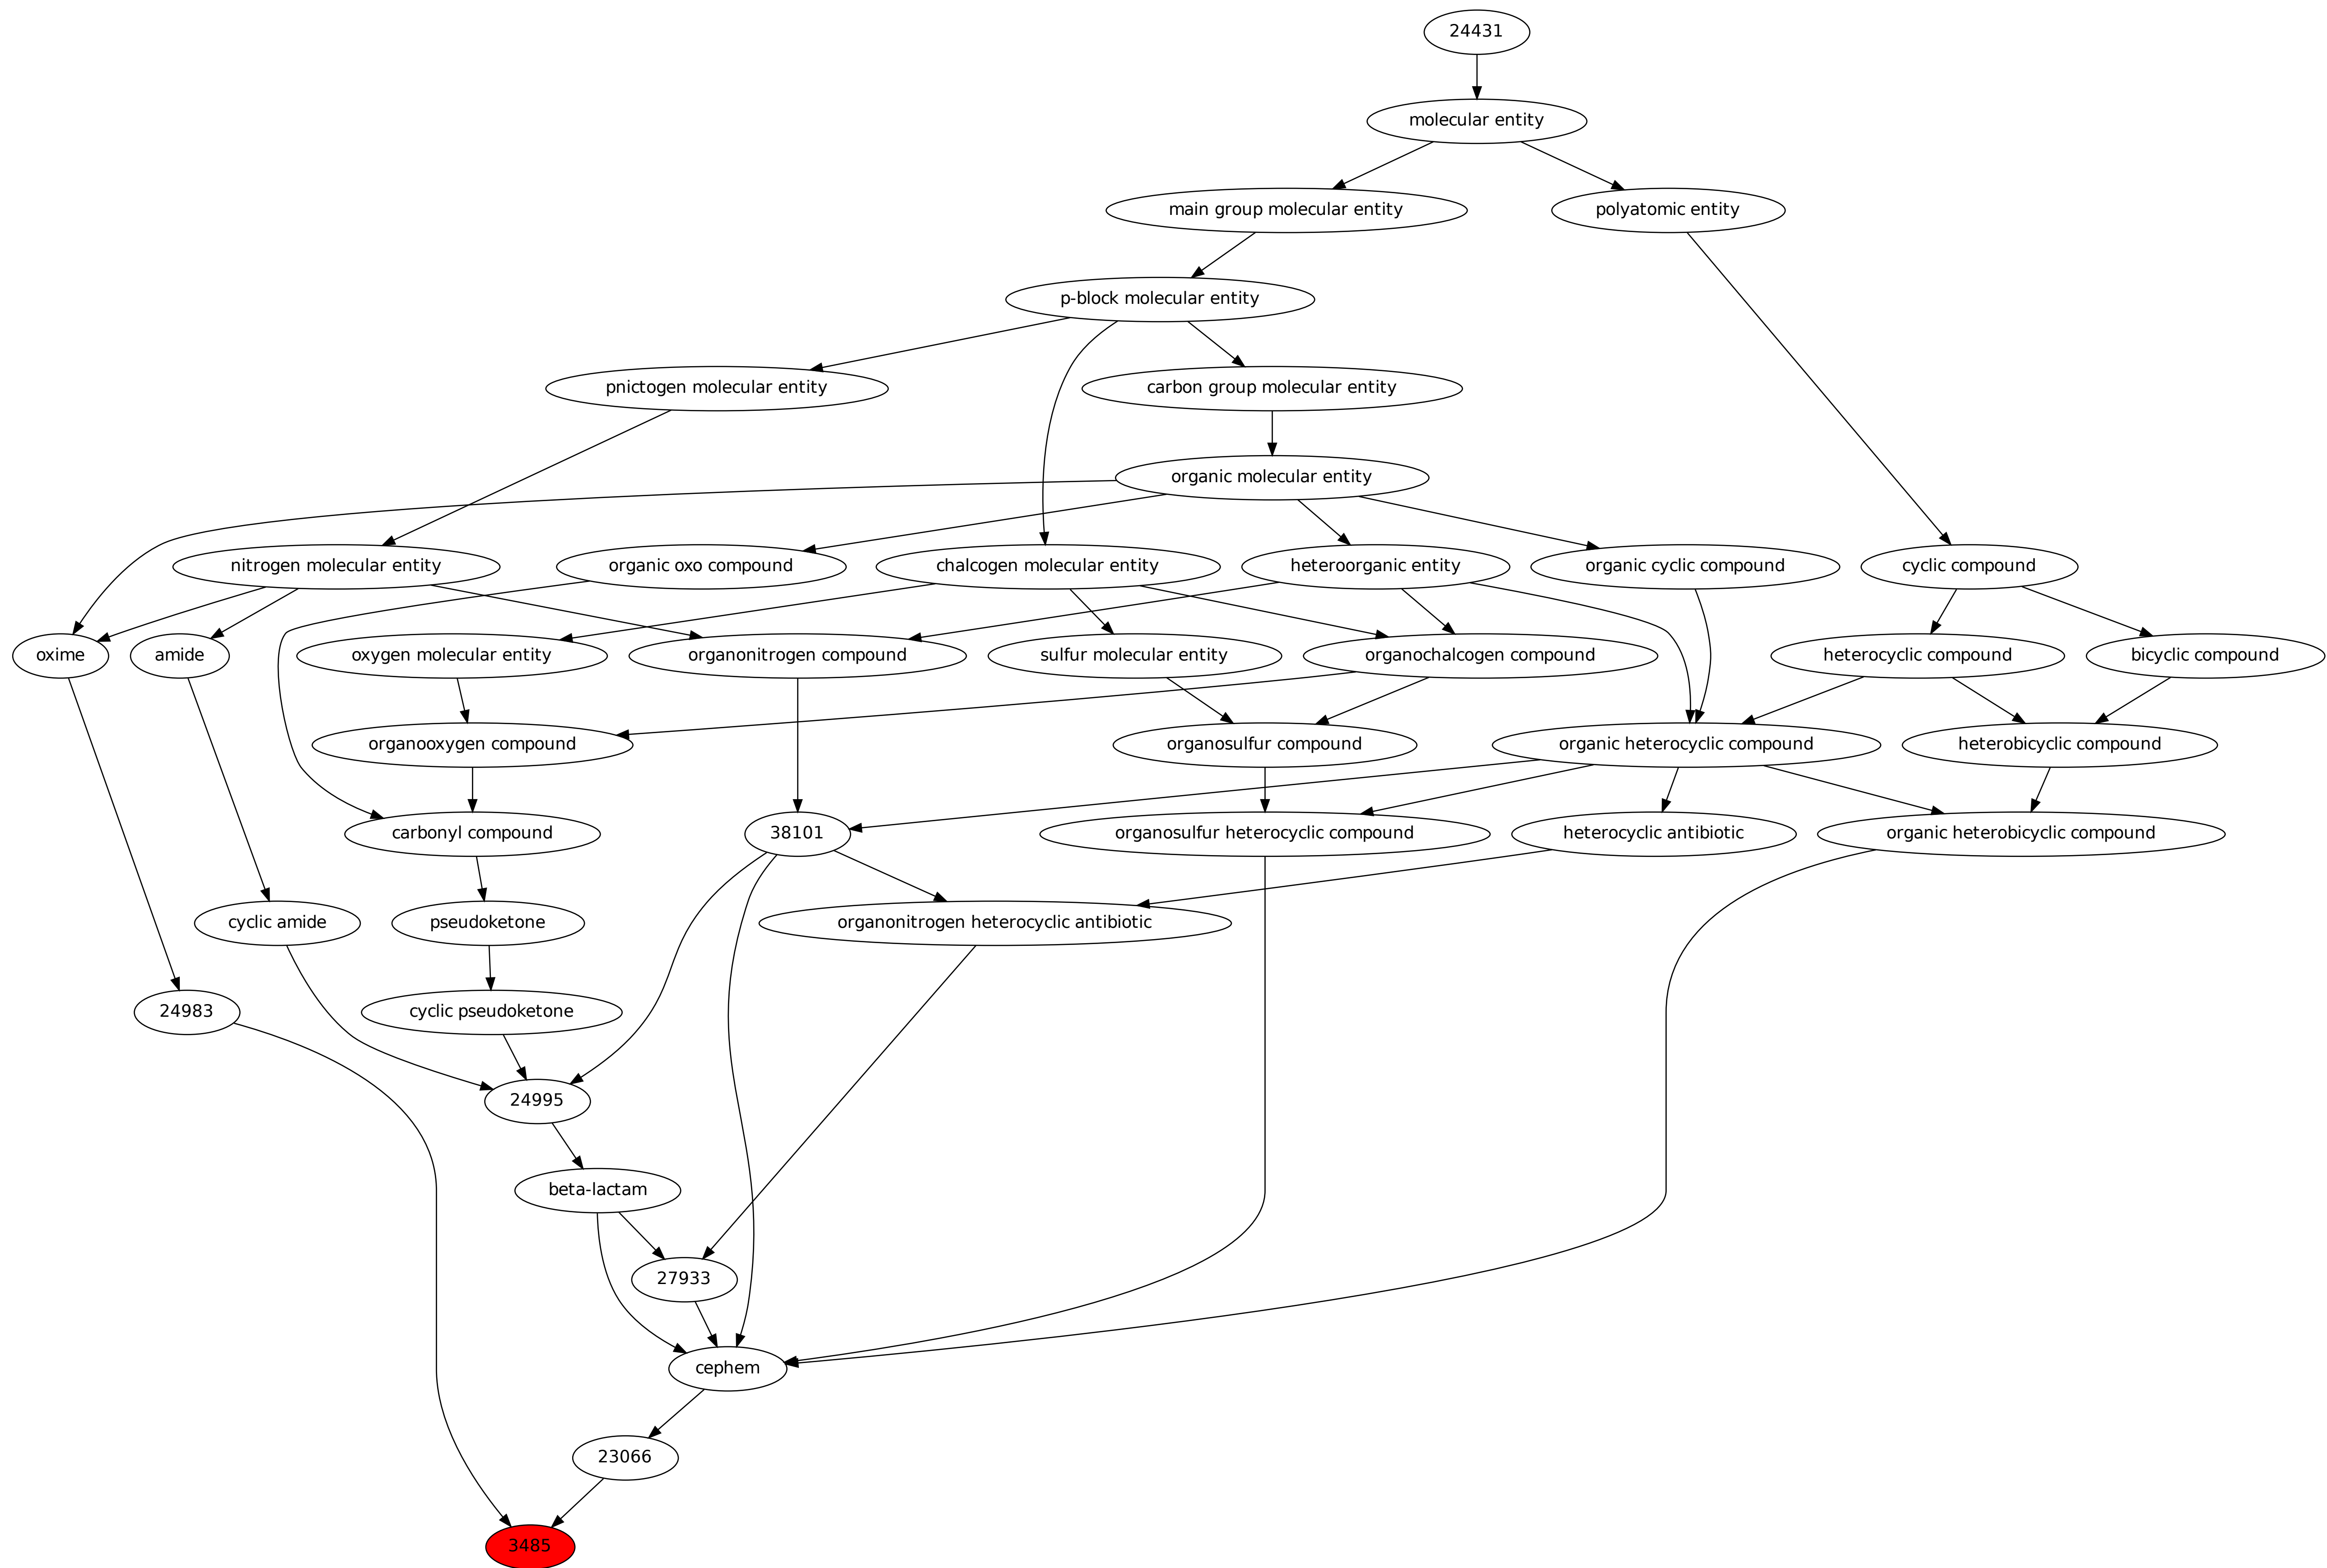 24431
molecular entity
main group molecular entity
polyatomic entity
p-block molecular entity
pnictogen molecular entity
carbon group molecular entity
organic molecular entity
nitrogen molecular entity
organic oxo compound
chalcogen molecular entity
heteroorganic entity
organic cyclic compound
cyclic compound
oxime
amide
oxygen molecular entity
organonitrogen compound
sulfur molecular entity
organochalcogen compound
heterocyclic compound
bicyclic compound
organooxygen compound
organosulfur compound
organic heterocyclic compound
heterobicyclic compound
carbonyl compound
38101
organosulfur heterocyclic compound
heterocyclic antibiotic
organic heterobicyclic compound
cyclic amide
pseudoketone
organonitrogen heterocyclic antibiotic
24983
cyclic pseudoketone
24995
beta-lactam
27933
cephem
23066
3485